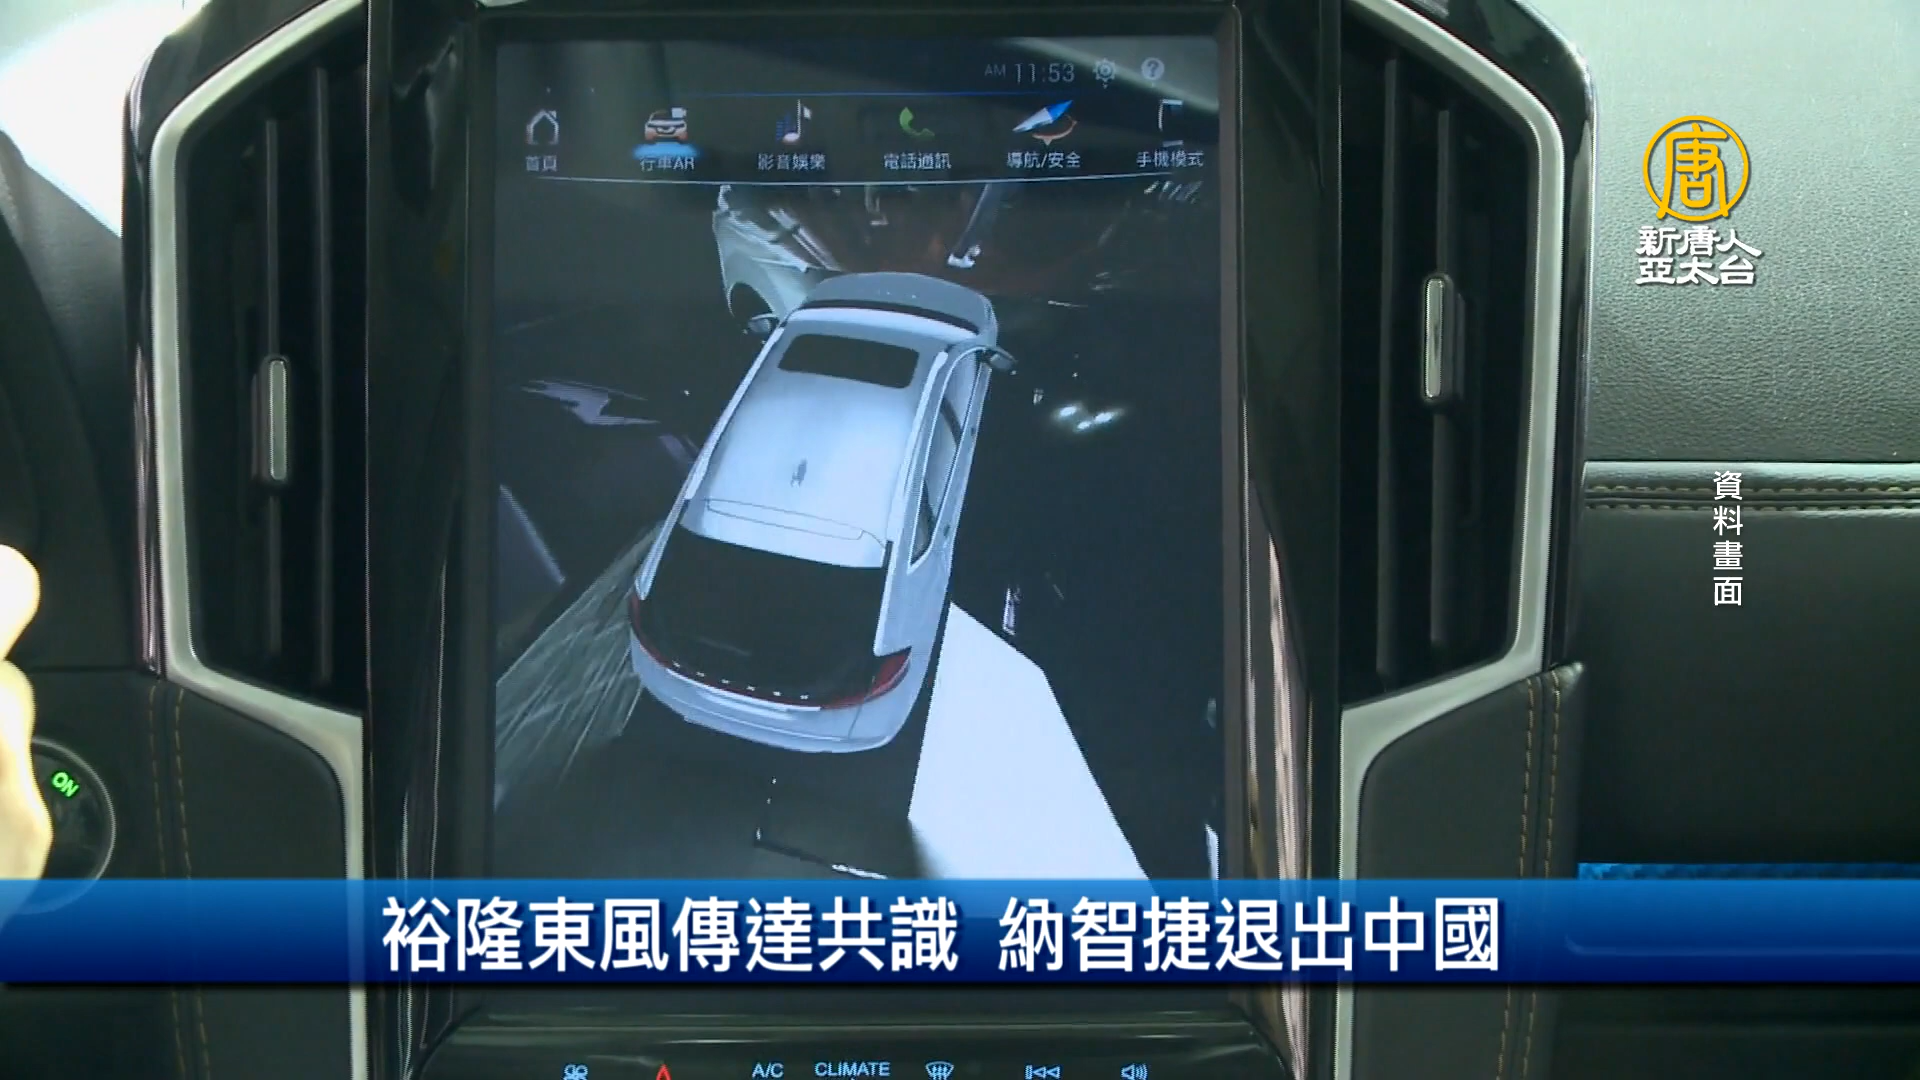 AM 11:53
首頁 行車AR 影音娛樂 電話通訊 導航/安全 手機模式
唐
新唐人
亞太台
資料畫面
ON
裕隆東風傳達共識 納智捷退出中國
A/C CLIMATE